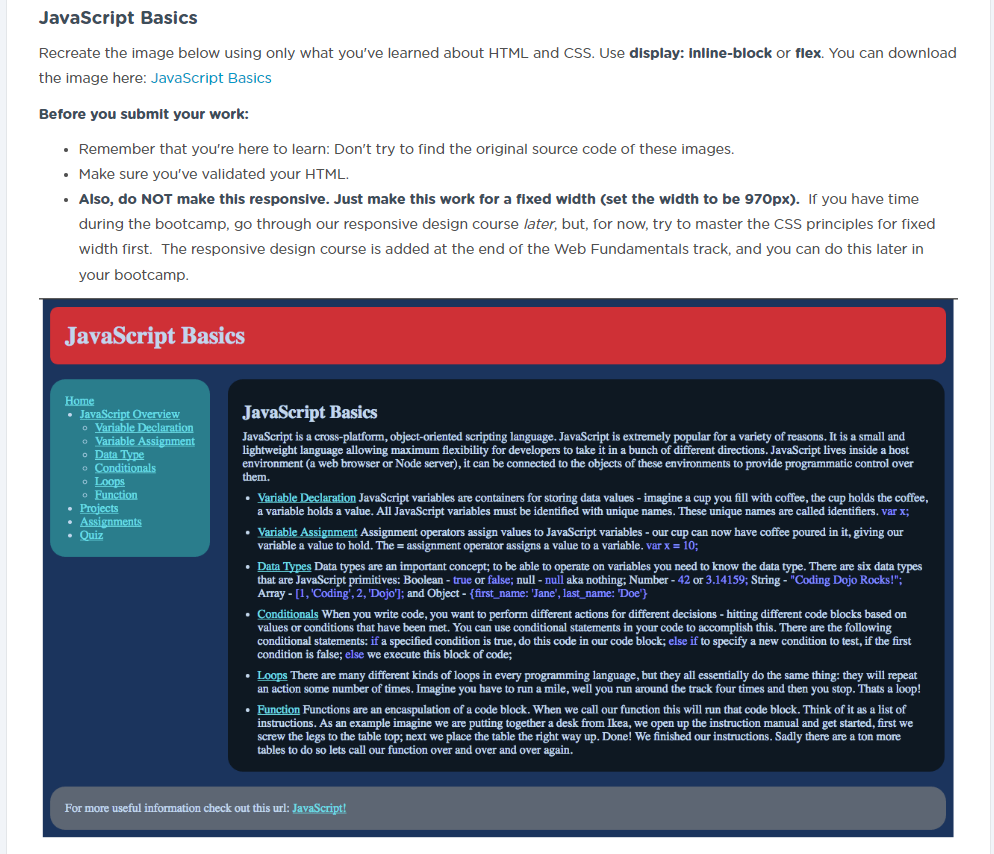 JavaScript Basics
Recreate the image below using only what you've learned about HTML and CSS. Use display: inline-block or flex. You can download
the image here: JavaScript Basics
Before you submit your work:
• Remember that you're here to learn: Don't try to find the original source code of these images.
• Make sure you've validated your HTML.
• Also, do NOT make this responsive. Just make this work for a fixed width (set the width to be 970px).  If you have time
during the bootcamp, go through our responsive design course later, but, for now, try to master the CSS principles for fixed
width first.  The responsive design course is added at the end of the Web Fundamentals track, and you can do this later in
your bootcamp.
JavaScript Basics
Home
• JavaScript Overview
◦ Variable Declaration
◦ Variable Assignment
◦ Data Type
◦ Conditionals
◦ Loops
◦ Function
• Projects
• Assignments
• Quiz
JavaScript Basics
JavaScript is a cross-platform, object-oriented scripting language. JavaScript is extremely popular for a variety of reasons. It is a small and
lightweight language allowing maximum flexibility for developers to take it in a bunch of different directions. JavaScript lives inside a host
environment (a web browser or Node server), it can be connected to the objects of these environments to provide programmatic control over
them.
• Variable Declaration JavaScript variables are containers for storing data values - imagine a cup you fill with coffee, the cup holds the coffee,
a variable holds a value. All JavaScript variables must be identified with unique names. These unique names are called identifiers. var x;
• Variable Assignment Assignment operators assign values to JavaScript variables - our cup can now have coffee poured in it, giving our
variable a value to hold. The = assignment operator assigns a value to a variable. var x = 10;
• Data Types Data types are an important concept; to be able to operate on variables you need to know the data type. There are six data types
that are JavaScript primitives: Boolean - true or false; null - null aka nothing; Number - 42 or 3.14159; String - "Coding Dojo Rocks!";
Array - [1, 'Coding', 2, 'Dojo']; and Object - {first_name: 'Jane', last_name: 'Doe'}
• Conditionals When you write code, you want to perform different actions for different decisions - hitting different code blocks based on
values or conditions that have been met. You can use conditional statements in your code to accomplish this. There are the following
conditional statements: if a specified condition is true, do this code in our code block; else if to specify a new condition to test, if the first
condition is false; else we execute this block of code;
• Loops There are many different kinds of loops in every programming language, but they all essentially do the same thing: they will repeat
an action some number of times. Imagine you have to run a mile, well you run around the track four times and then you stop. Thats a loop!
• Function Functions are an encaspulation of a code block. When we call our function this will run that code block. Think of it as a list of
instructions. As an example imagine we are putting together a desk from Ikea, we open up the instruction manual and get started, first we
screw the legs to the table top; next we place the table the right way up. Done! We finished our instructions. Sadly there are a ton more
tables to do so lets call our function over and over and over again.
For more useful information check out this url: JavaScript!